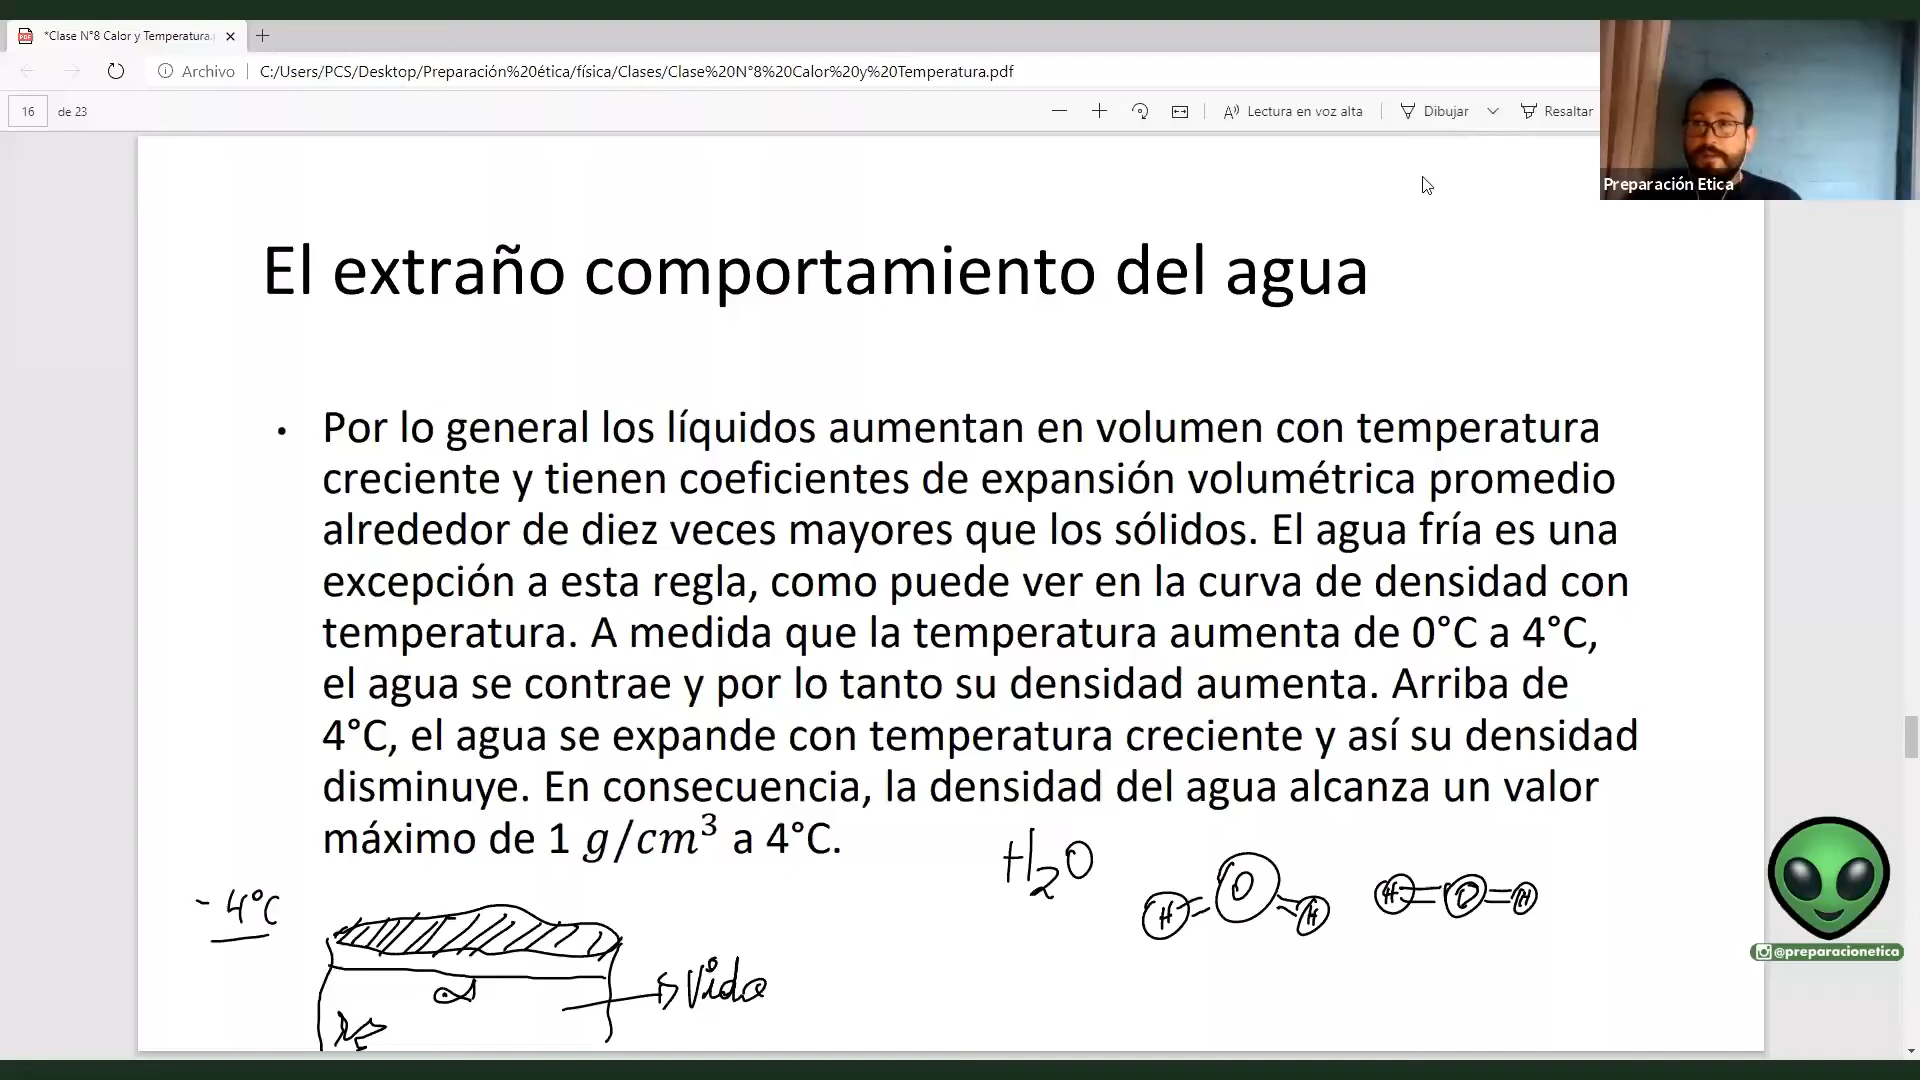 *Clase N°8 Calor y Temperatura.
Archivo
C:/Users/PCS/Desktop/Preparación%20ética/física/Clases/Clase%20N°8%20Calor%20y%20Temperatura.pdf
16 de 23
Lectura en voz alta
Dibujar
Resaltar
Preparación Etica
El extraño comportamiento del agua
• Por lo general los líquidos aumentan en volumen con temperatura
creciente y tienen coeficientes de expansión volumétrica promedio
alrededor de diez veces mayores que los sólidos. El agua fría es una
excepción a esta regla, como puede ver en la curva de densidad con
temperatura. A medida que la temperatura aumenta de 0°C a 4°C,
el agua se contrae y por lo tanto su densidad aumenta. Arriba de
4°C, el agua se expande con temperatura creciente y así su densidad
disminuye. En consecuencia, la densidad del agua alcanza un valor
máximo de 1 g/cm³ a 4°C.
H₂O
H O H
H O H
- 4°C
Vida
@preparacionetica